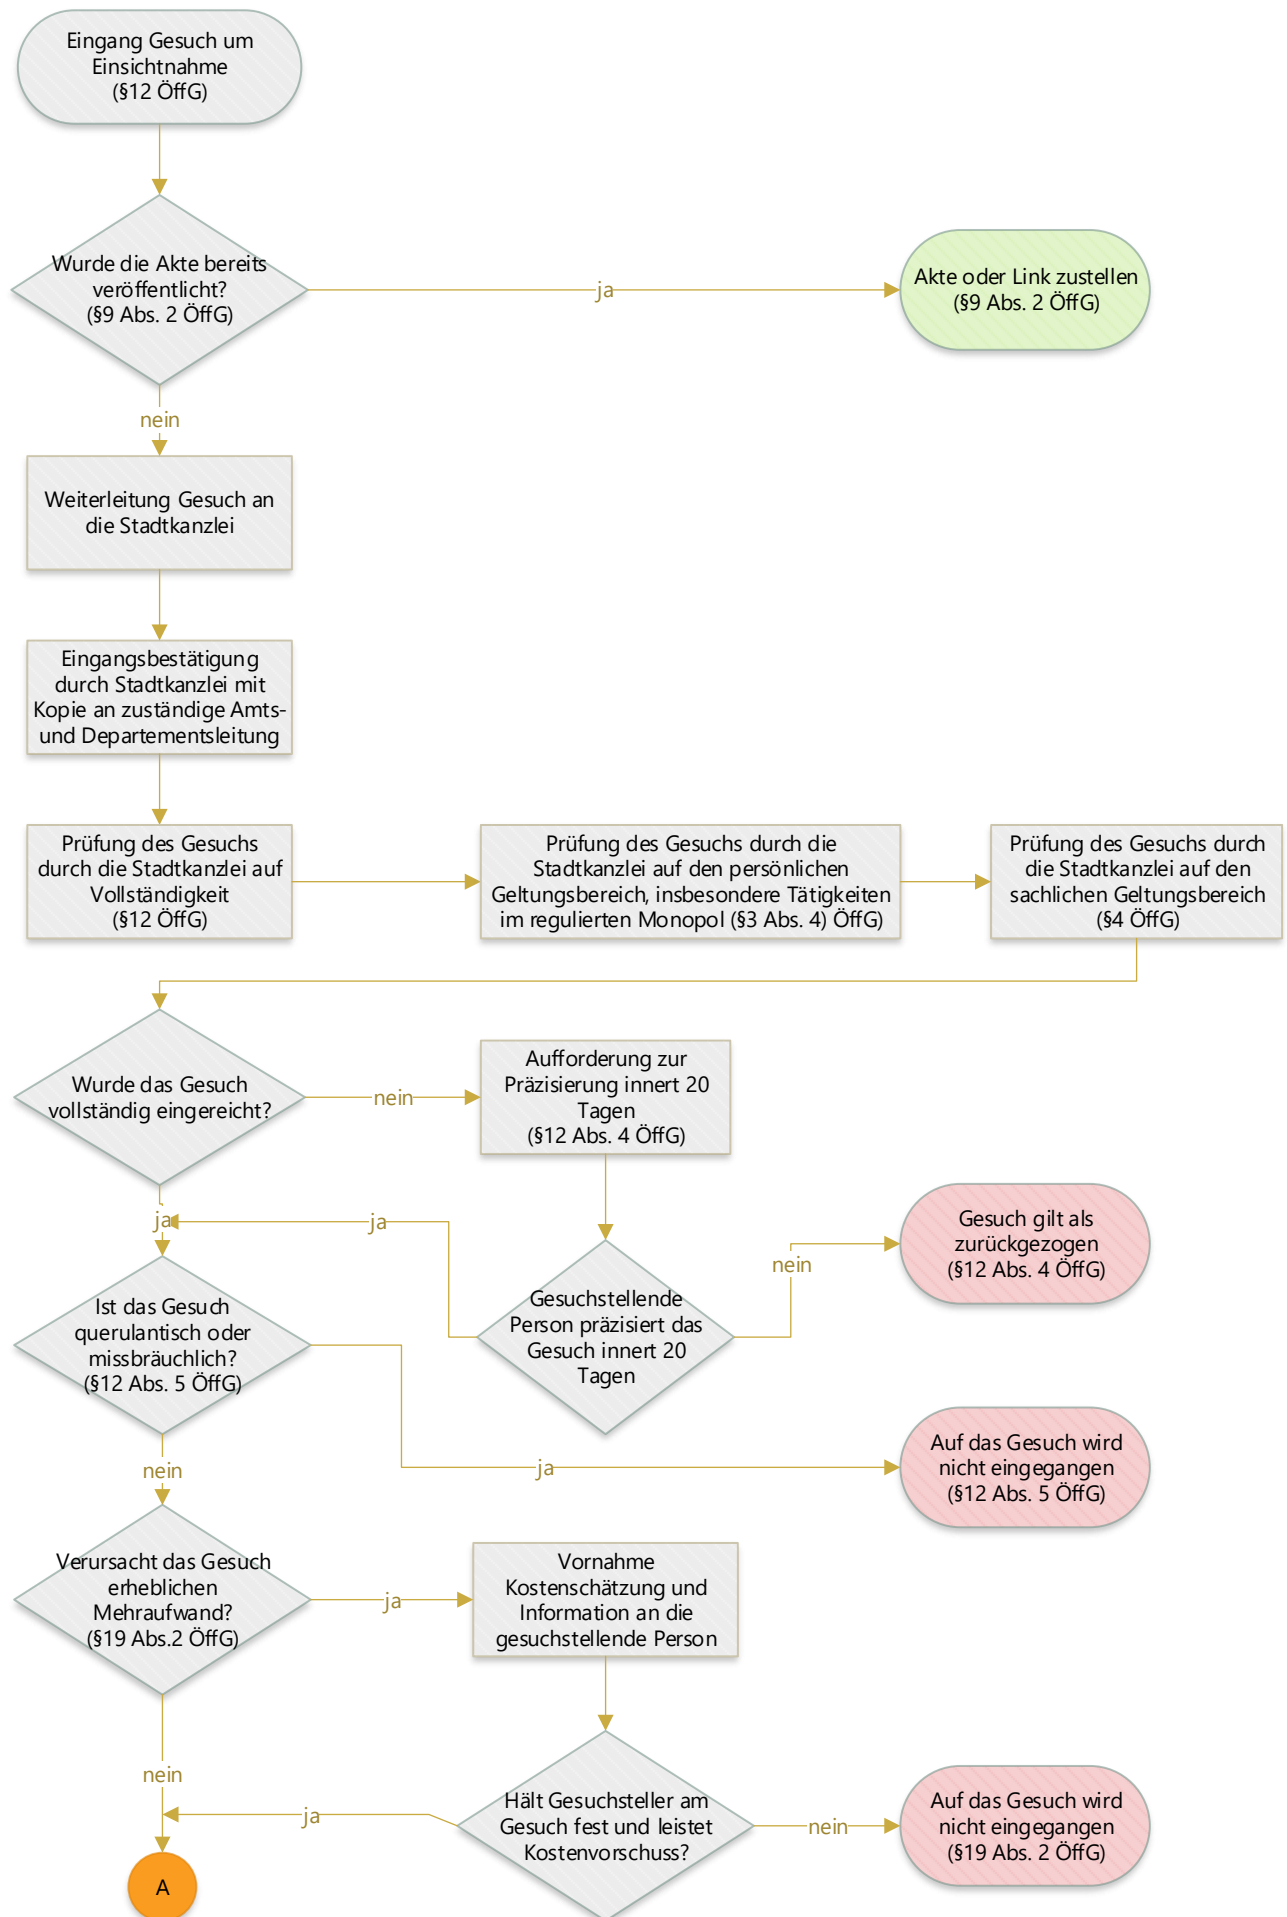 Eingang Gesuch um
Einsichtnahme
(§12 ÖffG)
Wurde die Akte bereits
veröffentlicht?
(§9 Abs. 2 ÖffG)
ja
Akte oder Link zustellen
(§9 Abs. 2 ÖffG)
nein
Weiterleitung Gesuch an
die Stadtkanzlei
Eingangsbestätigung
durch Stadtkanzlei mit
Kopie an zuständige Amts-
und Departementsleitung
Prüfung des Gesuchs
durch die Stadtkanzlei auf
Vollständigkeit
(§12 ÖffG)
Prüfung des Gesuchs durch die
Stadtkanzlei auf den persönlichen
Geltungsbereich, insbesondere Tätigkeiten
im regulierten Monopol (§3 Abs. 4) ÖffG)
Prüfung des Gesuchs durch
die Stadtkanzlei auf den
sachlichen Geltungsbereich
(§4 ÖffG)
Wurde das Gesuch
vollständig eingereicht?
nein
Aufforderung zur
Präzisierung innert 20
Tagen
(§12 Abs. 4 ÖffG)
ja
ja
Gesuchstellende
Person präzisiert das
Gesuch innert 20
Tagen
nein
Gesuch gilt als
zurückgezogen
(§12 Abs. 4 ÖffG)
Ist das Gesuch
querulantisch oder
missbräuchlich?
(§12 Abs. 5 ÖffG)
ja
Auf das Gesuch wird
nicht eingegangen
(§12 Abs. 5 ÖffG)
nein
Verursacht das Gesuch
erheblichen
Mehraufwand?
(§19 Abs.2 ÖffG)
ja
Vornahme
Kostenschätzung und
Information an die
gesuchstellende Person
nein
ja
Hält Gesuchsteller am
Gesuch fest und leistet
Kostenvorschuss?
nein
Auf das Gesuch wird
nicht eingegangen
(§19 Abs. 2 ÖffG)
A